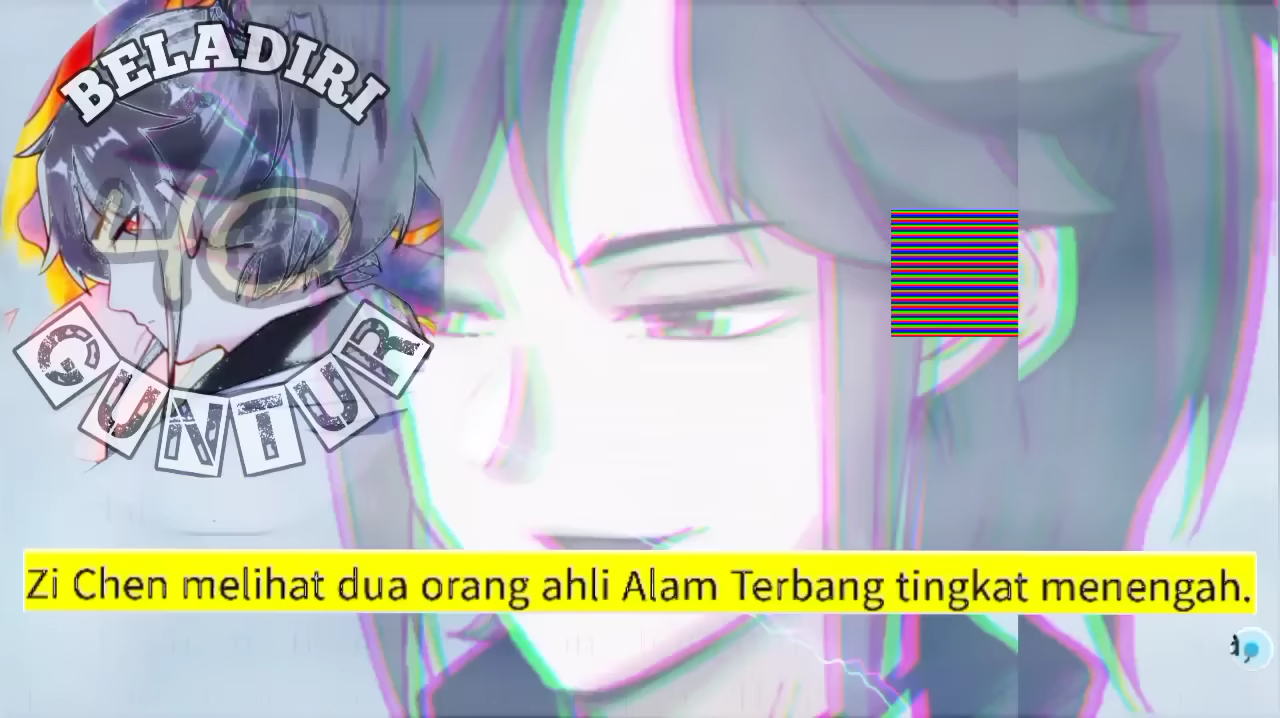 BELADIRI
GUNTUR
Zi Chen melihat dua orang ahli Alam Terbang tingkat menengah.